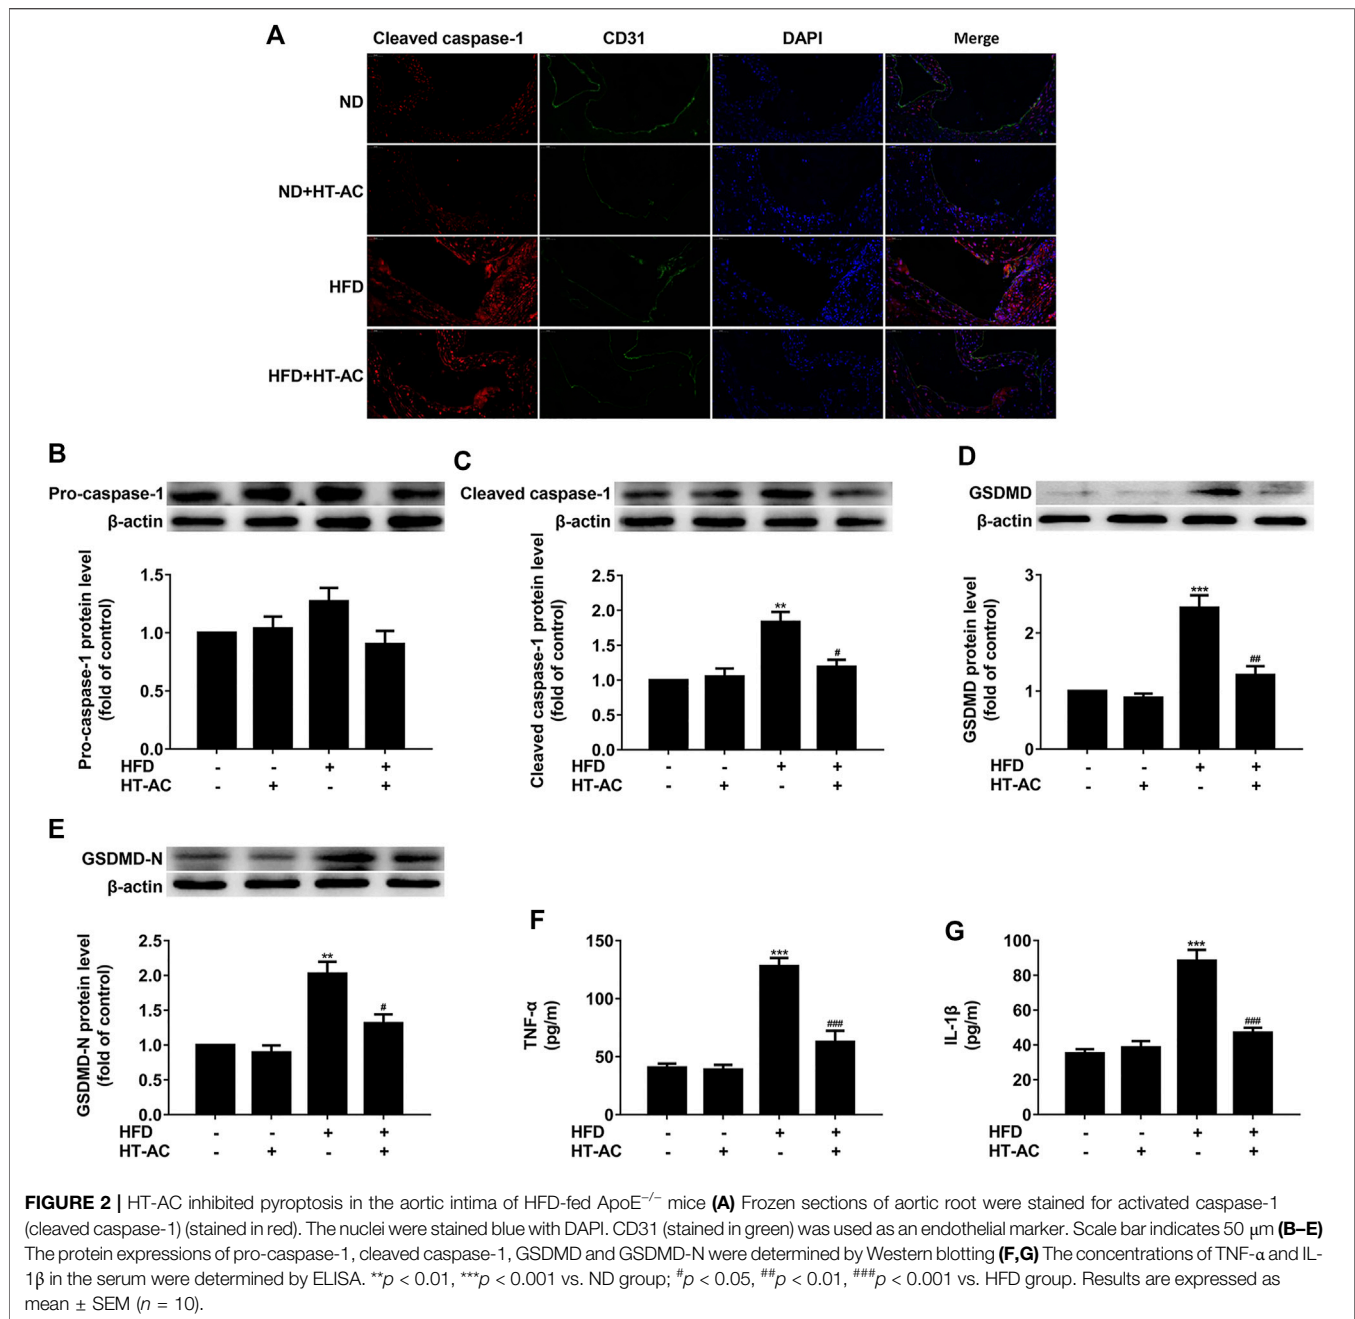 A
Cleaved caspase-1 CD31 DAPI Merge
ND
ND+HT-AC
HFD
HFD+HT-AC
B
Pro-caspase-1
β-actin
Pro-caspase-1 protein level
(fold of control)
1.5
1.0
0.5
0.0
HFD - - + +
HT-AC - + - +
C
Cleaved caspase-1
β-actin
Cleaved caspase-1 protein level
(fold of control)
2.5
2.0
1.5
1.0
0.5
0.0
**
#
HFD - - + +
HT-AC - + - +
D
GSDMD
β-actin
GSDMD protein level
(fold of control)
3
2
1
0
***
##
HFD - - + +
HT-AC - + - +
E
GSDMD-N
β-actin
GSDMD-N protein level
(fold of control)
2.5
2.0
1.5
1.0
0.5
0.0
**
#
HFD - - + +
HT-AC - + - +
F
TNF-α
(pg/m)
150
100
50
0
***
###
HFD - - + +
HT-AC - + - +
G
IL-1β
(pg/m)
100
80
60
40
20
0
***
###
HFD - - + +
HT-AC - + - +
FIGURE 2 | HT-AC inhibited pyroptosis in the aortic intima of HFD-fed ApoE−/− mice (A) Frozen sections of aortic root were stained for activated caspase-1
(cleaved caspase-1) (stained in red). The nuclei were stained blue with DAPI. CD31 (stained in green) was used as an endothelial marker. Scale bar indicates 50 μm (B–E)
The protein expressions of pro-caspase-1, cleaved caspase-1, GSDMD and GSDMD-N were determined by Western blotting (F,G) The concentrations of TNF-α and IL-
1β in the serum were determined by ELISA. **p < 0.01, ***p < 0.001 vs. ND group; #p < 0.05, ##p < 0.01, ###p < 0.001 vs. HFD group. Results are expressed as
mean ± SEM (n = 10).